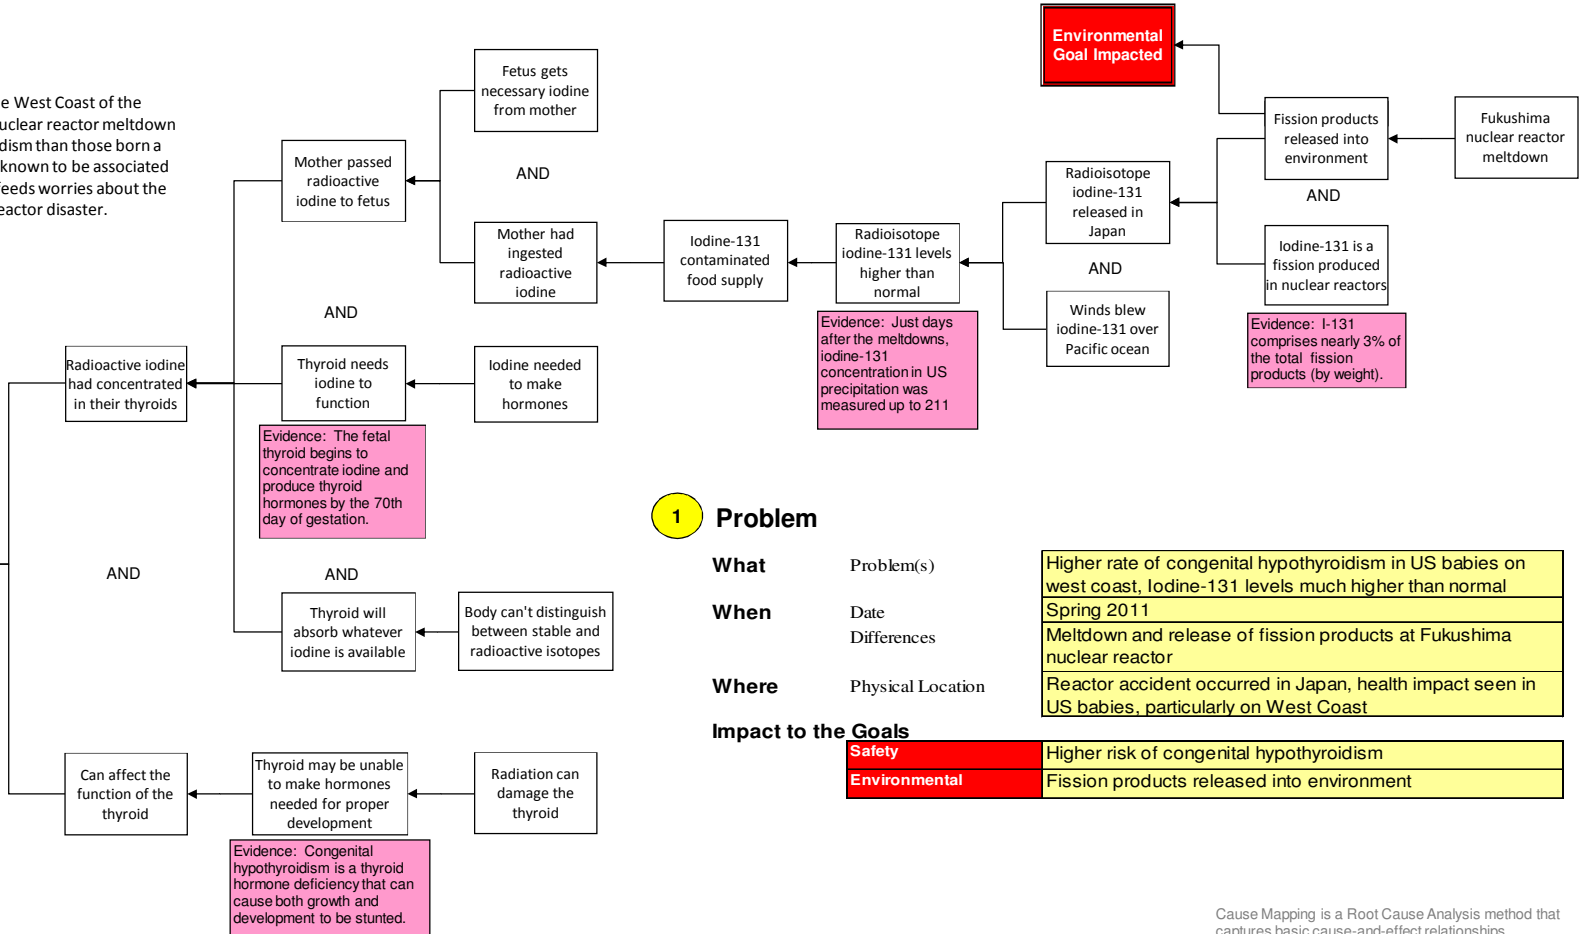 e West Coast of the
uclear reactor meltdown
dism than those born a
known to be associated
feeds worries about the
eactor disaster.
Environmental
Goal Impacted
Fetus gets
necessary iodine
from mother
Fission products
released into
environment
Fukushima
nuclear reactor
meltdown
AND
Mother passed
radioactive
iodine to fetus
AND
Radioisotope
iodine-131
released in
Japan
Mother had
ingested
radioactive
iodine
Iodine-131
contaminated
food supply
Radioisotope
iodine-131 levels
higher than
normal
AND
Iodine-131 is a
fission produced
in nuclear reactors
Winds blew
iodine-131 over
Pacific ocean
Evidence: Just days
after the meltdowns,
iodine-131
concentration in US
precipitation was
measured up to 211
Evidence: I-131
comprises nearly 3% of
the total fission
products (by weight).
AND
Radioactive iodine
had concentrated
in their thyroids
Thyroid needs
iodine to
function
Iodine needed
to make
hormones
Evidence: The fetal
thyroid begins to
concentrate iodine and
produce thyroid
hormones by the 70th
day of gestation.
AND
AND
Thyroid will
absorb whatever
iodine is available
Body can't distinguish
between stable and
radioactive isotopes
Can affect the
function of the
thyroid
Thyroid may be unable
to make hormones
needed for proper
development
Radiation can
damage the
thyroid
Evidence: Congenital
hypothyroidism is a thyroid
hormone deficiency that can
cause both growth and
development to be stunted.
1 Problem
What Problem(s) Higher rate of congenital hypothyroidism in US babies on
west coast, Iodine-131 levels much higher than normal
When Date Spring 2011
Differences Meltdown and release of fission products at Fukushima
nuclear reactor
Where Physical Location Reactor accident occurred in Japan, health impact seen in
US babies, particularly on West Coast
Impact to the Goals
Safety Higher risk of congenital hypothyroidism
Environmental Fission products released into environment
Cause Mapping is a Root Cause Analysis method that
captures basic cause-and-effect relationships